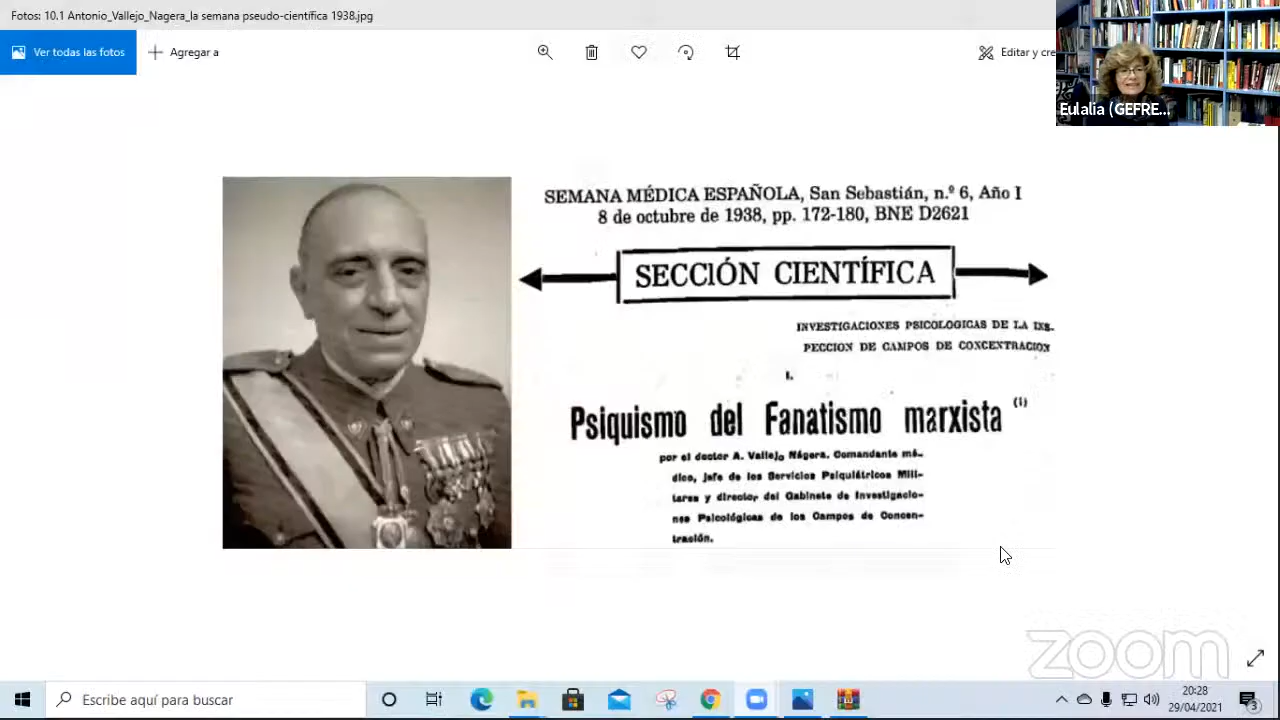 Fotos: 10.1 Antonio_Vallejo_Nagera_la semana pseudo-científica 1938.jpg
Ver todas las fotos
Agregar a
Editar y cre
Eulalia (GEFRE...
SEMANA MÉDICA ESPAÑOLA, San Sebastián, n.º 6, Año I
8 de octubre de 1938, pp. 172-180, BNE D2621
SECCIÓN CIENTÍFICA
INVESTIGACIONES PSICOLOGICAS DE LA INS-
PECCION DE CAMPOS DE CONCENTRACION
I.
Psiquismo del Fanatismo marxista (1)
por el doctor A. Vallejo Nágera. Comandante mé-
dico, jefe de los Servicios Psiquiátricos Mili-
tares y director del Gabinete de Investigacio-
nes Psicológicas de los Campos de Concen-
tración.
zoom
Escribe aquí para buscar
20:28
29/04/2021
3